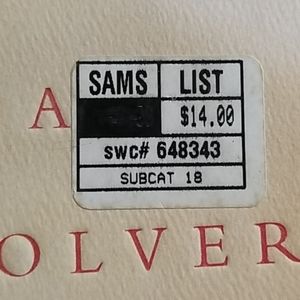 SAMS LIST
A $14.00
swc# 648343
SUBCAT 18
OLVER